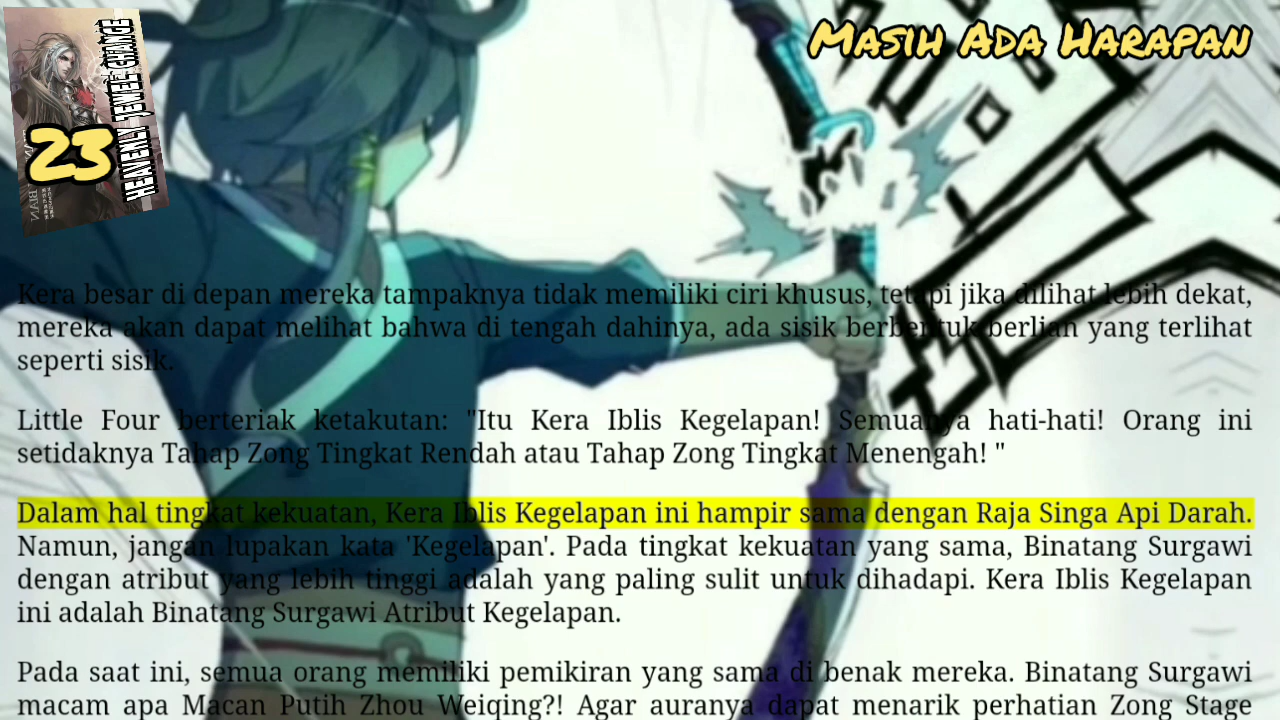 Masih Ada Harapan
HEAVENLY JEWEL CHANGE
23
Kera besar di depan mereka tampaknya tidak memiliki ciri khusus, tetapi jika dilihat lebih dekat,
mereka akan dapat melihat bahwa di tengah dahinya, ada sisik berbentuk berlian yang terlihat
seperti sisik.
Little Four berteriak ketakutan: "Itu Kera Iblis Kegelapan! Semuanya hati-hati! Orang ini
setidaknya Tahap Zong Tingkat Rendah atau Tahap Zong Tingkat Menengah! "
Dalam hal tingkat kekuatan, Kera Iblis Kegelapan ini hampir sama dengan Raja Singa Api Darah.
Namun, jangan lupakan kata 'Kegelapan'. Pada tingkat kekuatan yang sama, Binatang Surgawi
dengan atribut yang lebih tinggi adalah yang paling sulit untuk dihadapi. Kera Iblis Kegelapan
ini adalah Binatang Surgawi Atribut Kegelapan.
Pada saat ini, semua orang memiliki pemikiran yang sama di benak mereka. Binatang Surgawi
macam apa Macan Putih Zhou Weiqing?! Agar auranya dapat menarik perhatian Zong Stage